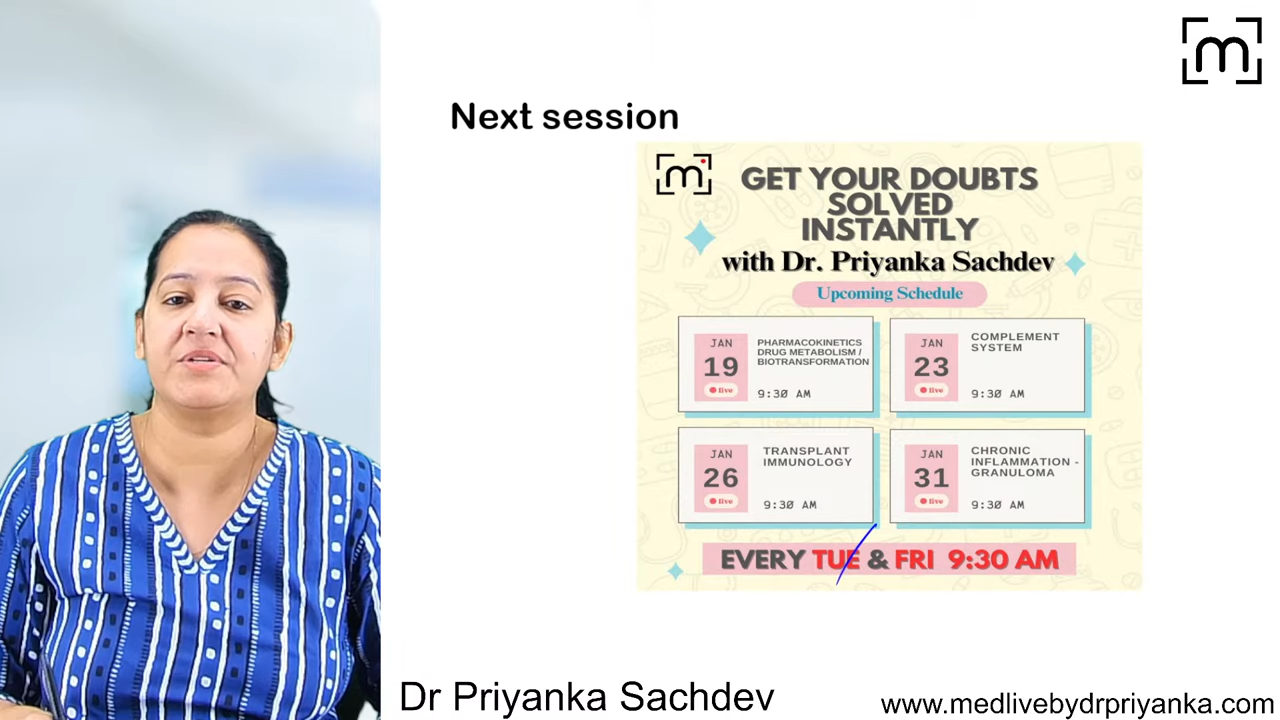 m
Next session
m
GET YOUR DOUBTS
SOLVED
INSTANTLY
with Dr. Priyanka Sachdev
Upcoming Schedule
JAN
19
live
PHARMACOKINETICS
DRUG METABOLISM /
BIOTRANSFORMATION
9:30 AM
JAN
23
live
COMPLEMENT
SYSTEM
9:30 AM
JAN
26
live
TRANSPLANT
IMMUNOLOGY
9:30 AM
JAN
31
live
CHRONIC
INFLAMMATION -
GRANULOMA
9:30 AM
EVERY TUE & FRI 9:30 AM
Dr Priyanka Sachdev
www.medlivebydrpriyanka.com